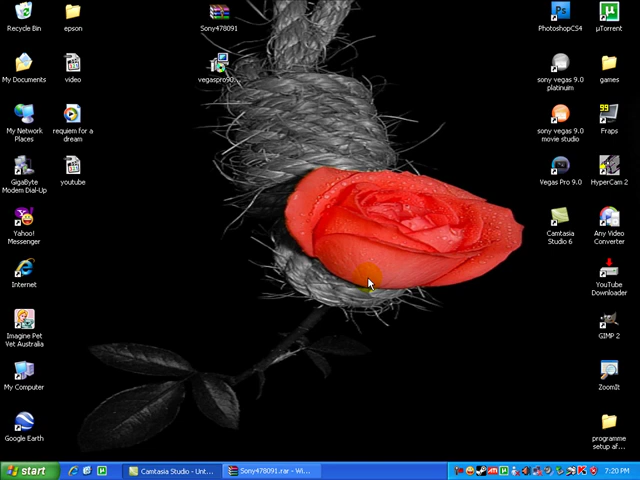 Recycle Bin
epson
Sony478091
PhotoshopCS4
µTorrent
My Documents
video
vegaspro90...
sony vegas 9.0
platinuim
games
My Network
Places
requiem for a
dream
sony vegas 9.0
movie studio
Fraps
GigaByte
Modem Dial-Up
youtube
Vegas Pro 9.0
HyperCam 2
Yahoo!
Messenger
Camtasia
Studio 6
Any Video
Converter
Internet
YouTube
Downloader
Imagine Pet
Vet Australia
GIMP 2
My Computer
ZoomIt
Google Earth
programme
setup af...
start
Camtasia Studio - Unt...
Sony478091.rar - Wi...
7:20 PM